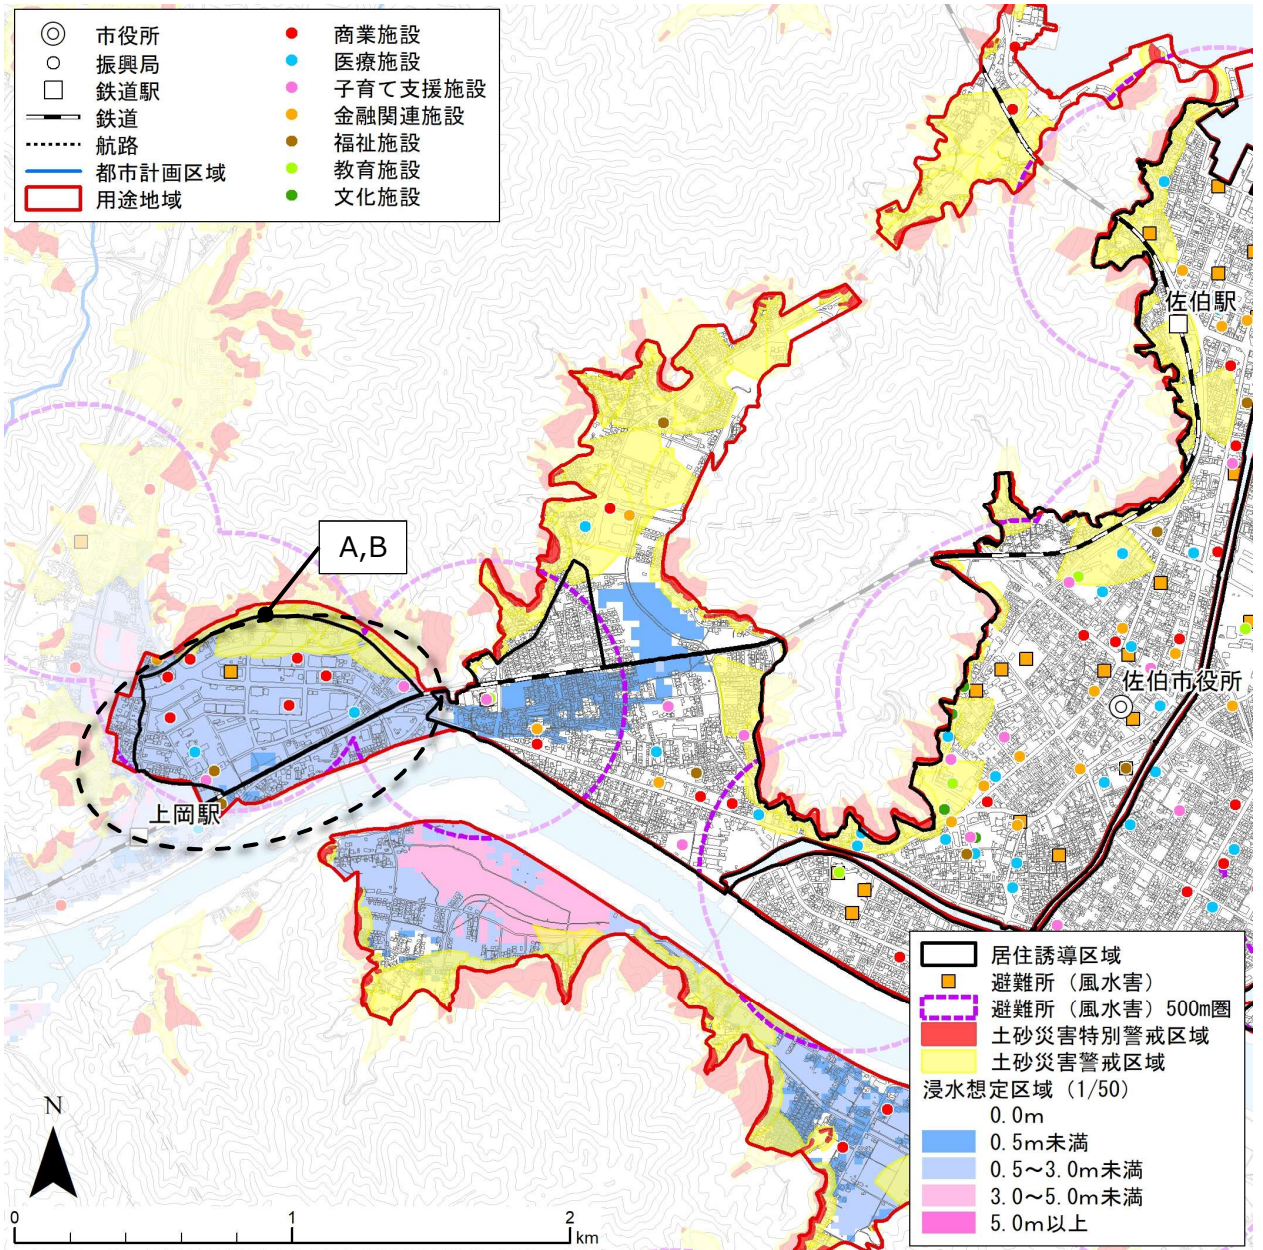 市役所
振興局
鉄道駅
鉄道
航路
都市計画区域
用途地域
商業施設
医療施設
子育て支援施設
金融関連施設
福祉施設
教育施設
文化施設
佐伯駅
A,B
佐伯市役所
上岡駅
居住誘導区域
避難所（風水害）
避難所（風水害）500m圏
土砂災害特別警戒区域
土砂災害警戒区域
浸水想定区域（1/50）
0.0m
0.5m未満
0.5～3.0m未満
3.0～5.0m未満
5.0m以上
N
0 1 2
km